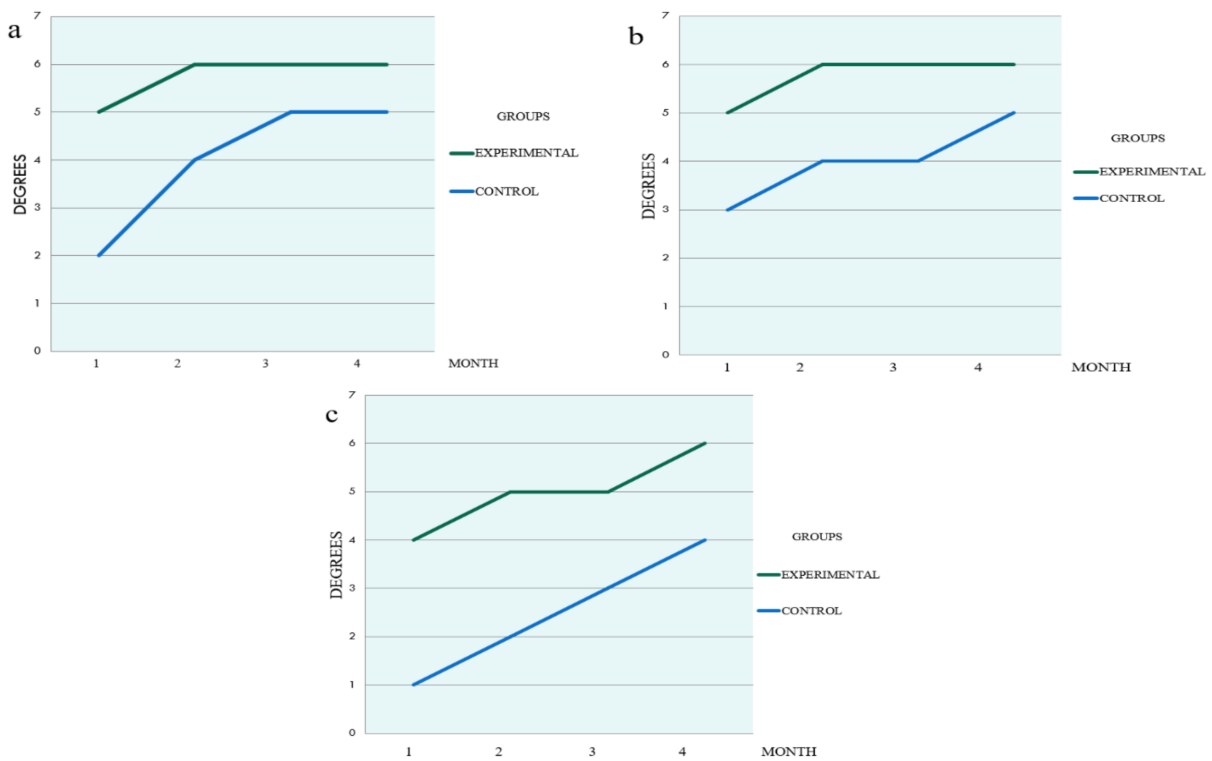 a
7
6
5
4
3
2
1
0
DEGREES
1 2 3 4 MONTH
GROUPS
EXPERIMENTAL
CONTROL
b
7
6
5
4
3
2
1
0
DEGREES
1 2 3 4 MONTH
GROUPS
EXPERIMENTAL
CONTROL
c
7
6
5
4
3
2
1
0
DEGREES
1 2 3 4 MONTH
GROUPS
EXPERIMENTAL
CONTROL